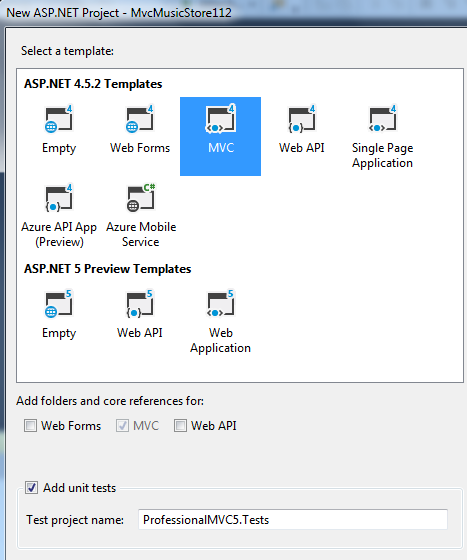 New ASP.NET Project - MvcMusicStore112
Select a template:
ASP.NET 4.5.2 Templates
4 4 4 4 4
Empty Web Forms MVC Web API Single Page
Application
4 C#
Azure API App Azure Mobile
(Preview) Service
ASP.NET 5 Preview Templates
5 5 5
Empty Web API Web
Application
Add folders and core references for:
Web Forms MVC Web API
Add unit tests
Test project name: ProfessionalMVC5.Tests